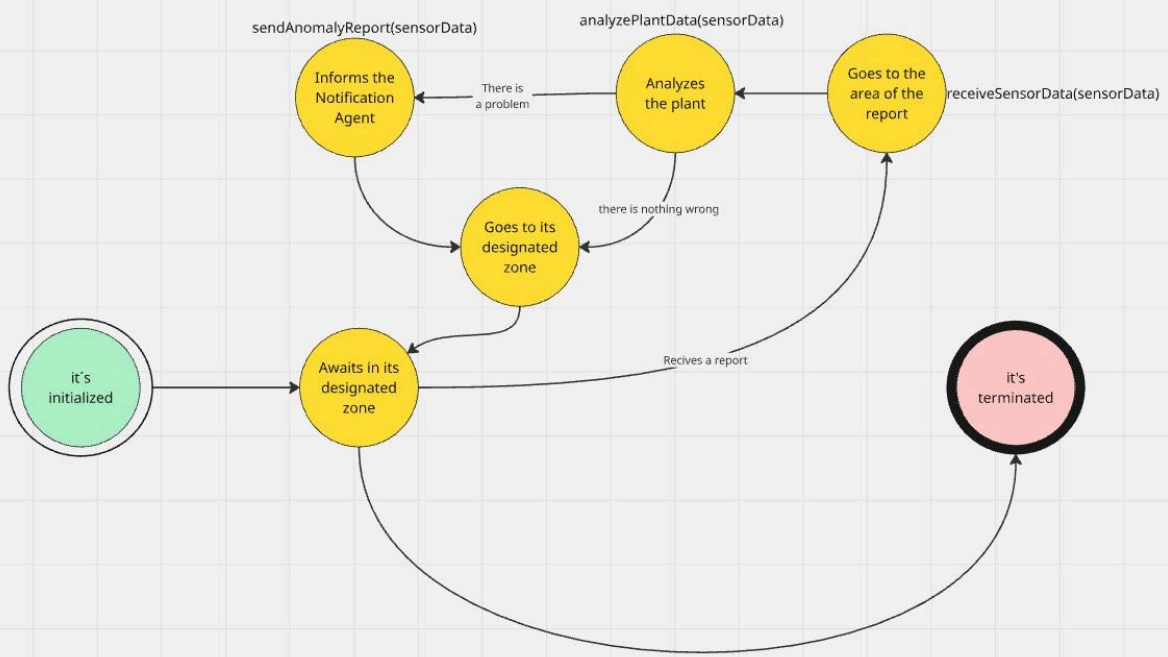 sendAnomalyReport(sensorData)
analyzePlantData(sensorData)
Informs the
Notification
Agent
There is
a problem
Analyzes
the plant
Goes to the
area of the
report
receiveSensorData(sensorData)
there is nothing wrong
Goes to its
designated
zone
Recives a report
it´s
initialized
Awaits in its
designated
zone
it's
terminated